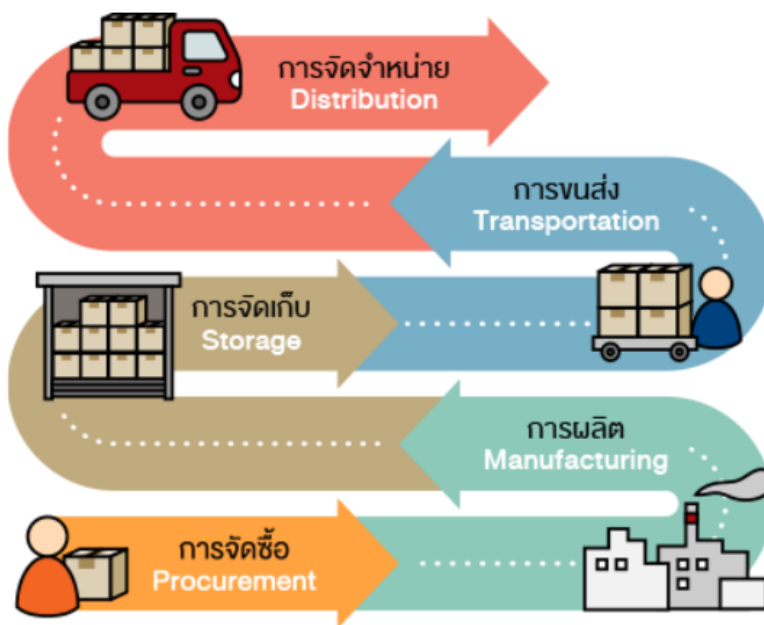 การจัดจำหน่าย
Distribution
การขนส่ง
Transportation
การจัดเก็บ
Storage
การผลิต
Manufacturing
การจัดซื้อ
Procurement